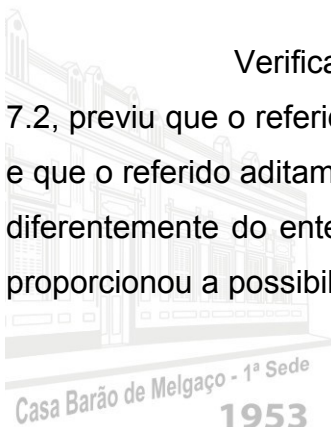 Verifica
7.2, previu que o referi
e que o referido aditam
diferentemente do ente
proporcionou a possibil
Casa Barão de Melgaço - 1ª Sede
1953